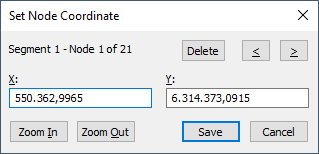 Set Node Coordinate
Segment 1 - Node 1 of 21
Delete
<
>
X:
Y:
550.362,9965
6.314.373,0915
Zoom In
Zoom Out
Save
Cancel